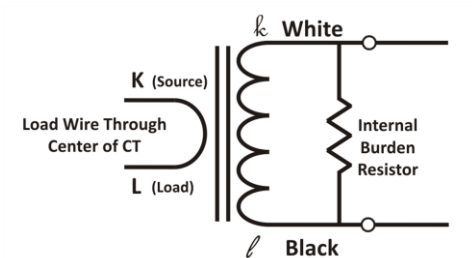 k White
K (Source)
Load Wire Through
Center of CT
L (Load)
Internal
Burden
Resistor
l Black